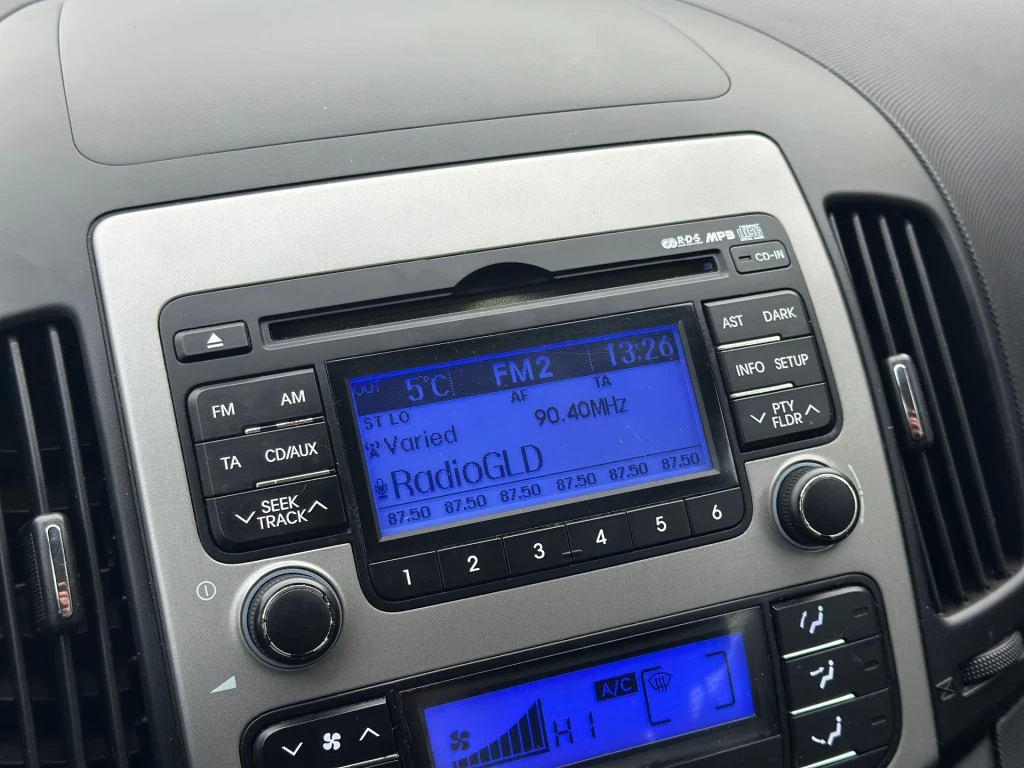 R·D·S MP3 disc
CD-IN
AST DARK
FM AM
INFO SETUP
TA CD/AUX
PTY
FLDR
SEEK
TRACK
OUT 5°C FM2 13:26
AF TA
ST LO 90.40MHz
Varied
RadioGLD
87.50 87.50 87.50 87.50 87.50 87.50
1 2 3 4 5 6
A/C
HI